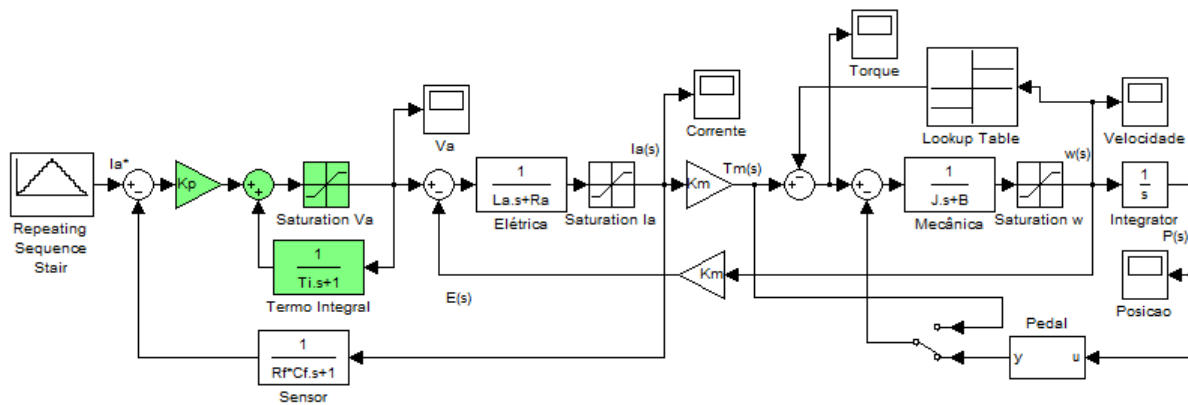 Torque
Lookup Table
Velocidade
Corrente
Va
Ia*
Kp
+
−
+
+
Saturation Va
+
−
1
La.s+Ra
Elétrica
Ia(s)
Saturation Ia
Km
Tm(s)
+
−
+
−
1
J.s+B
Mecânica
w(s)
Saturation w
1
s
Integrator
P(s)
Repeating
Sequence
Stair
1
Ti.s+1
Termo Integral
E(s)
Km
Posicao
Pedal
y
u
1
Rf*Cf.s+1
Sensor